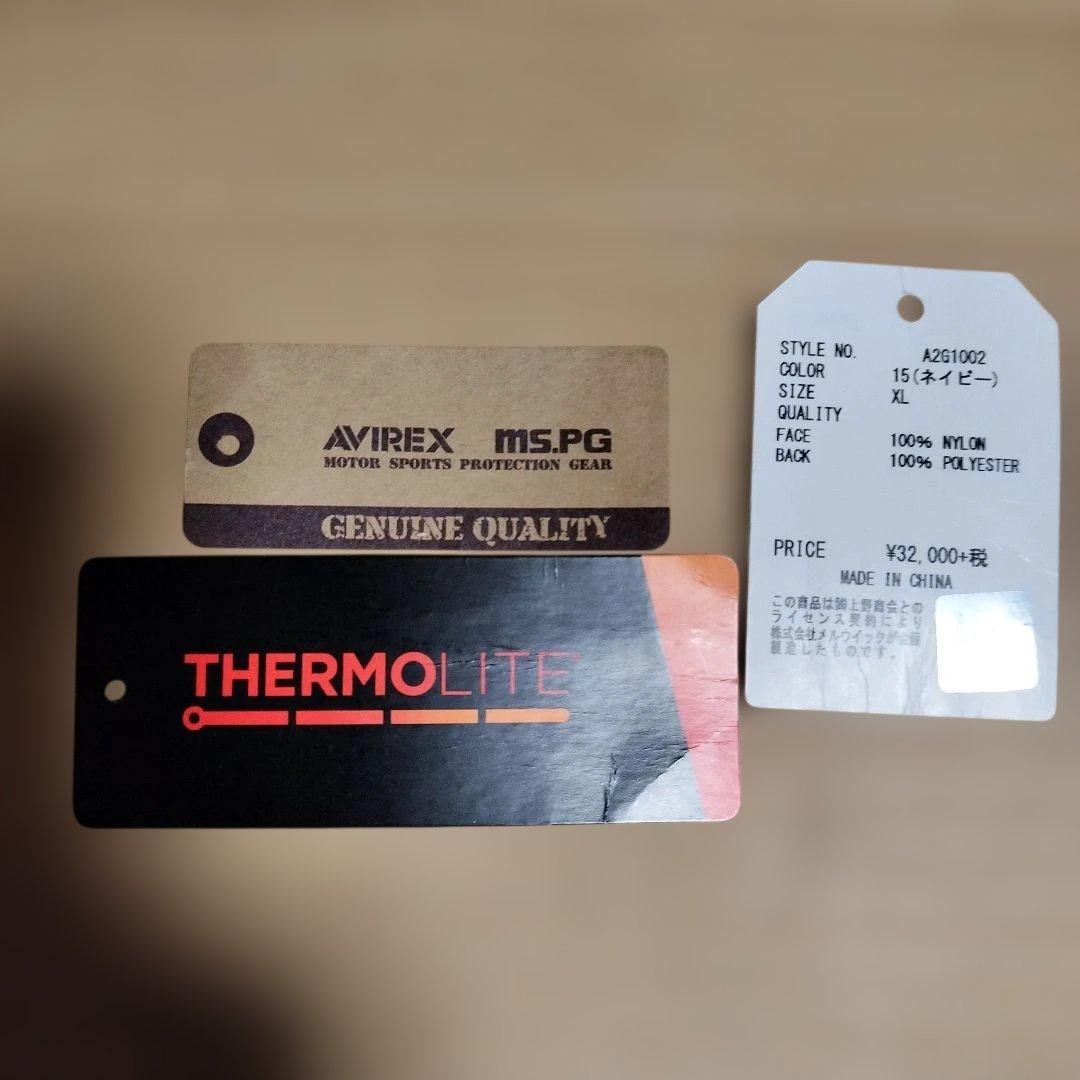 AVIREX ms.PG
MOTOR SPORTS PROTECTION GEAR
GENUINE QUALITY
THERMOLITE
STYLE NO. A2G1002
COLOR 15(ネイビー)
SIZE XL
QUALITY
FACE 100% NYLON
BACK 100% POLYESTER
PRICE ¥32,000+税
MADE IN CHINA
この商品は㈱上野商会との
ライセンス契約により
株式会社メルウイックが企画
製造したものです。